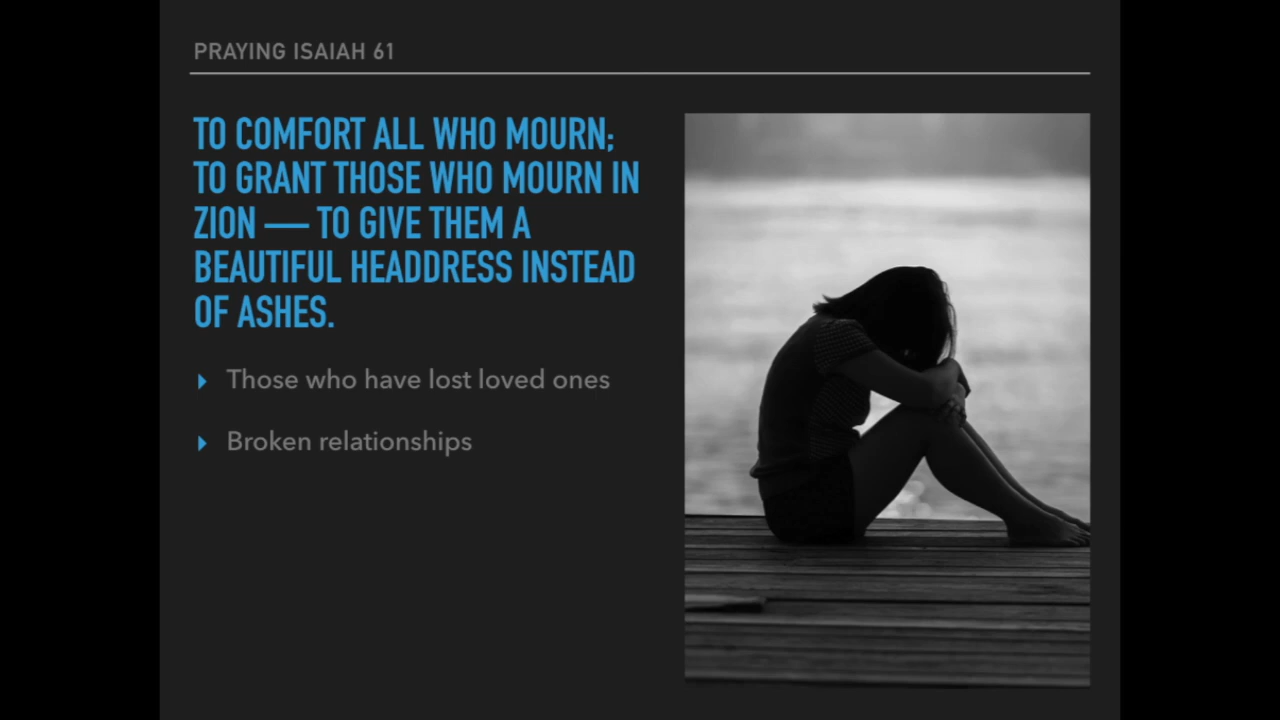 PRAYING ISAIAH 61
TO COMFORT ALL WHO MOURN;
TO GRANT THOSE WHO MOURN IN
ZION — TO GIVE THEM A
BEAUTIFUL HEADDRESS INSTEAD
OF ASHES.
Those who have lost loved ones
Broken relationships